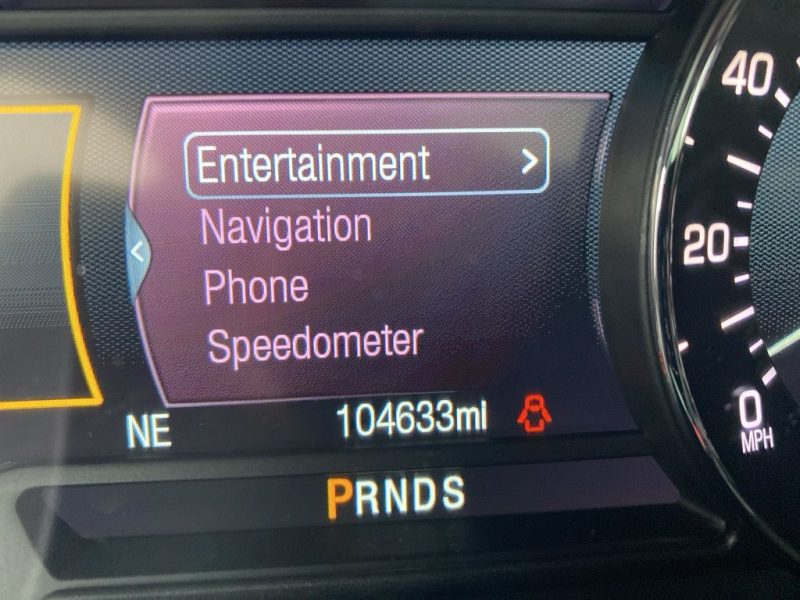 Entertainment >
Navigation
<
Phone
Speedometer
NE 104633mi
PRNDS
40
20
0
MPH